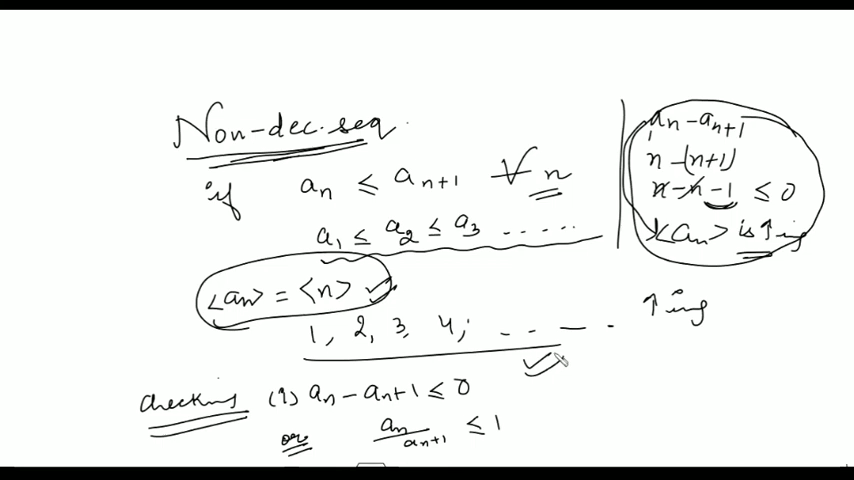 Non-dec. seq.
if aₙ ≤ aₙ₊₁ ∀ n
a₁ ≤ a₂ ≤ a₃ ......
<aₙ> = <n> ✓
1, 2, 3, 4, ... — . ↑ing
Checking (1) aₙ - aₙ+1 ≤ 0
or aₙ/aₙ+1 ≤ 1
aₙ - aₙ₊₁
n - (n+1)
n - n - 1 ≤ 0
<aₙ> is ↑ing